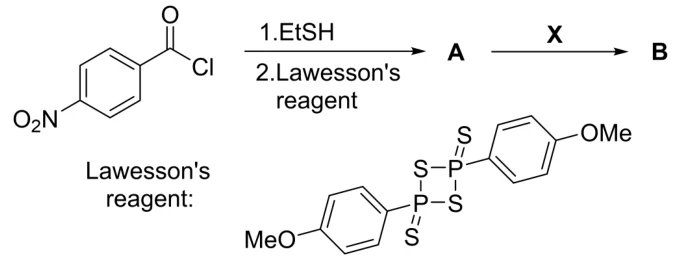 O
Cl
O₂N
1.EtSH
2.Lawesson's
reagent
A
X
B
Lawesson's
reagent:
S
S
P
OMe
P
S
S
MeO